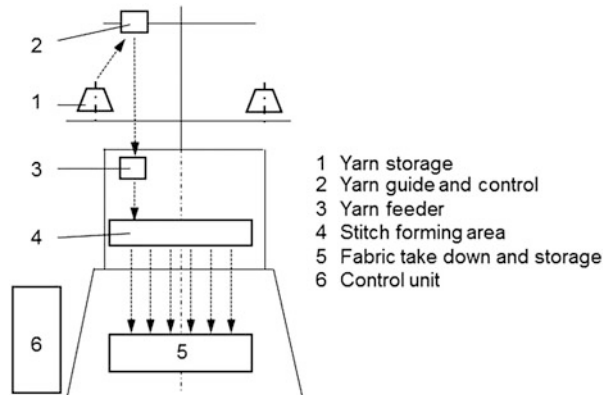 2
1
3
4
5
6
1 Yarn storage
2 Yarn guide and control
3 Yarn feeder
4 Stitch forming area
5 Fabric take down and storage
6 Control unit